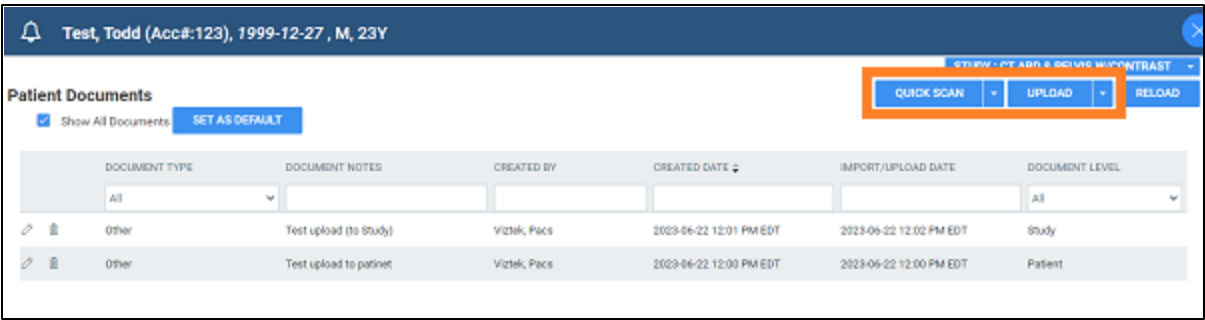 Test, Todd (Acc#:123), 1999-12-27 , M, 23Y
STUDY : CT ABD & PELVIS W/CONTRAST
Patient Documents
QUICK SCAN UPLOAD RELOAD
Show All Documents SET AS DEFAULT
DOCUMENT TYPE DOCUMENT NOTES CREATED BY CREATED DATE IMPORT/UPLOAD DATE DOCUMENT LEVEL
All All
Other Test upload (to Study) Viztek, Pacs 2023-06-22 12:01 PM EDT 2023-06-22 12:02 PM EDT Study
Other Test upload to patinet Viztek, Pacs 2023-06-22 12:00 PM EDT 2023-06-22 12:00 PM EDT Patient